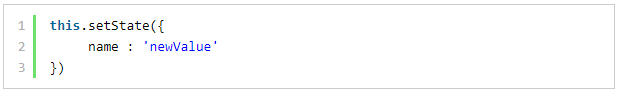 1 this.setState({
2 name : 'newValue'
3 })